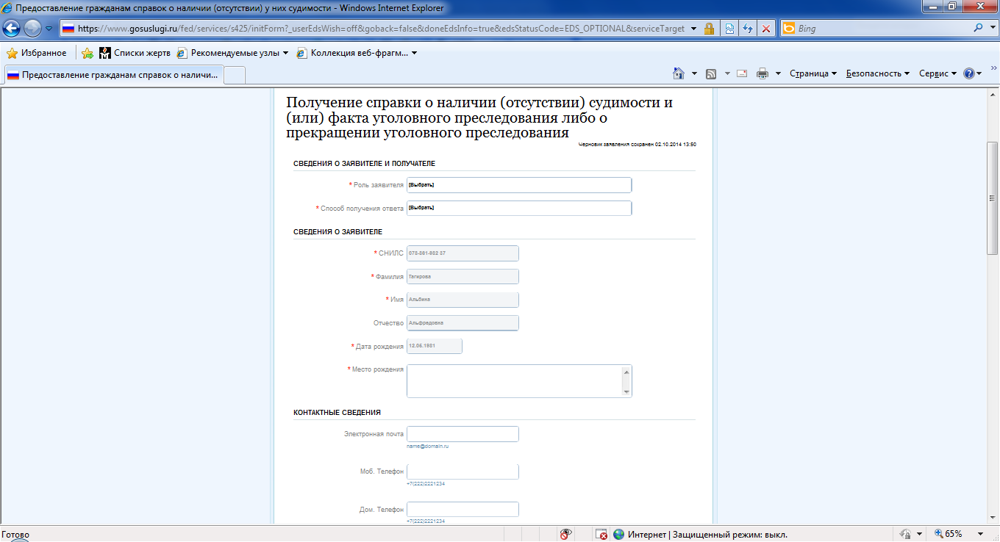 Предоставление гражданам справок о наличии (отсутствии) у них судимости - Windows Internet Explorer
https://www.gosuslugi.ru/fed/services/s425/initForm?_userEdsWish=off&goback=false&doneEdsInfo=true&edsStatusCode=EDS_OPTIONAL&serviceTarget
Bing
Избранное
Списки жертв
Рекомендуемые узлы
Коллекция веб-фрагм...
Предоставление гражданам справок о наличи...
Страница
Безопасность
Сервис
Получение справки о наличии (отсутствии) судимости и
(или) факта уголовного преследования либо о
прекращении уголовного преследования
Черновик заявления сохранен 02.10.2014 13:50
СВЕДЕНИЯ О ЗАЯВИТЕЛЕ И ПОЛУЧАТЕЛЕ
* Роль заявителя [Выбрать]
* Способ получения ответа [Выбрать]
СВЕДЕНИЯ О ЗАЯВИТЕЛЕ
* СНИЛС
* Фамилия Тагирова
* Имя Альбина
Отчество Альфредовна
* Дата рождения 12.06.1981
* Место рождения
КОНТАКТНЫЕ СВЕДЕНИЯ
Электронная почта
name@domain.ru
Моб. Телефон
+7(222)2221234
Дом. Телефон
+7(222)2221234
Готово
Интернет | Защищенный режим: выкл.
65%